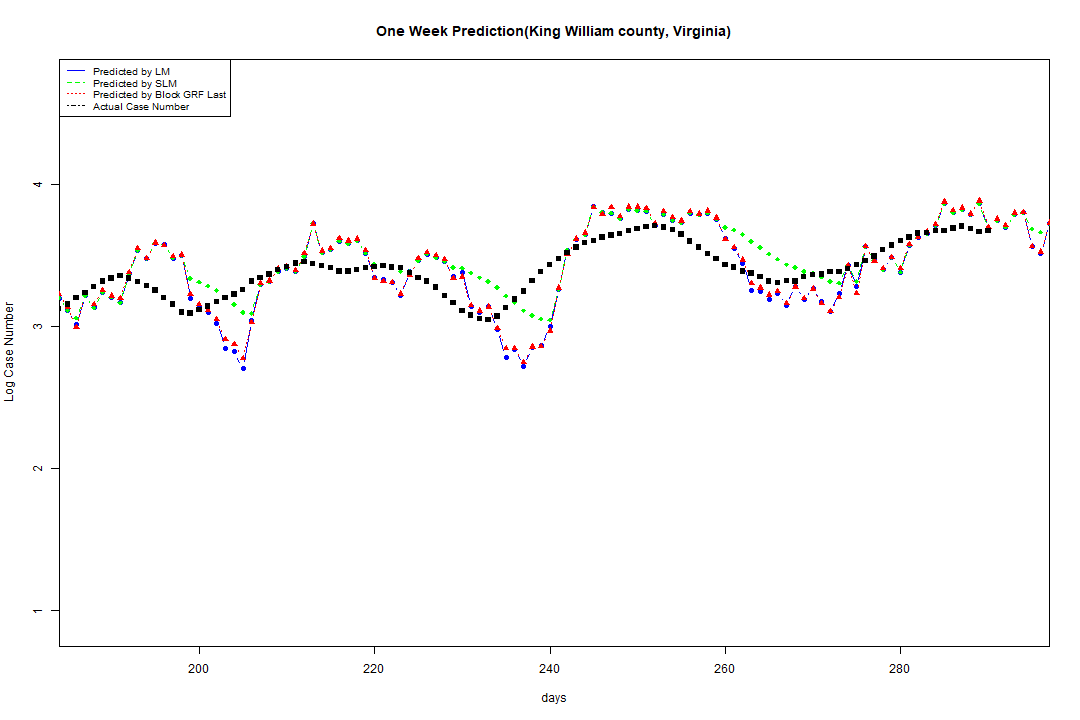 One Week Prediction(King William county, Virginia)
Predicted by LM
Predicted by SLM
Predicted by Block GRF Last
Actual Case Number
4
3
2
1
Log Case Number
200 220 240 260 280
days